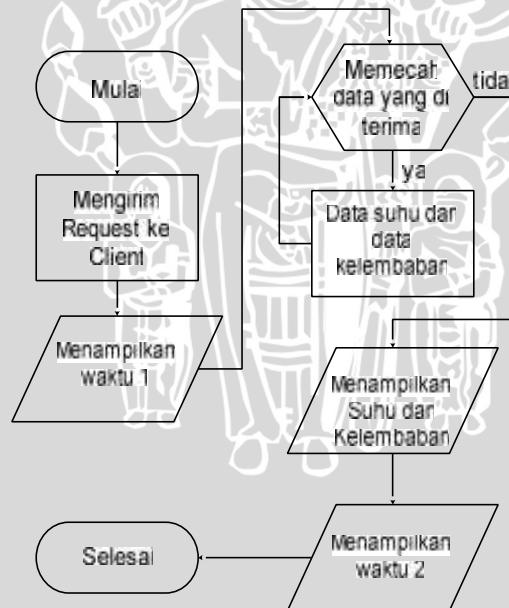 Mulai
Mengirim
Request ke
Client
Menampilkan
waktu 1
Memecah
data yang di
terima
tida
ya
Data suhu dan
data
kelembaban
Menampilkan
Suhu dan
Kelembaban
Menampilkan
waktu 2
Selesai